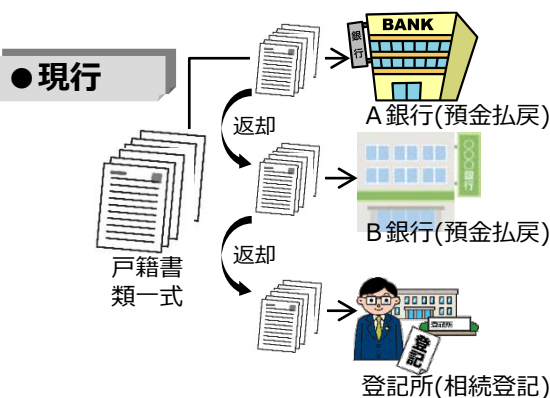 ●現行
BANK
銀行
A銀行(預金払戻)
返却
○○○銀行
B銀行(預金払戻)
戸籍書
類一式
返却
登記所
登記
登記所(相続登記)